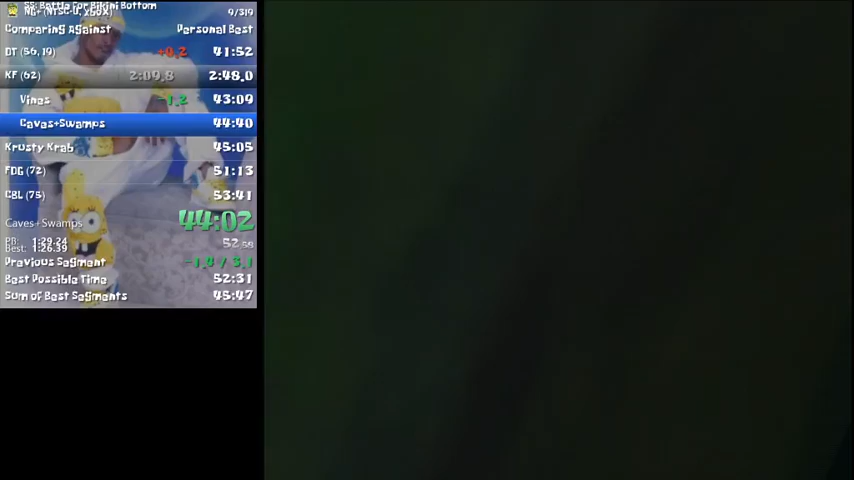 SS: Battle for Bikini Bottom
NG+ (NTSC-U, Xbox) 9/319
Comparing Against Personal Best
DT (56, 19) +0.2 41:52
KF (62) 2:09.8 2:48.0
Vines -1.2 43:09
Caves+Swamps 44:40
Krusty Krab 45:05
FDG (72) 51:13
CBL (75) 53:41
Caves+Swamps 44:02
PB: 1:29.24 52 58
Best: 1:26.39
Previous Segment -1.0 / 3.1
Best Possible Time 52:31
Sum of Best Segments 45:47